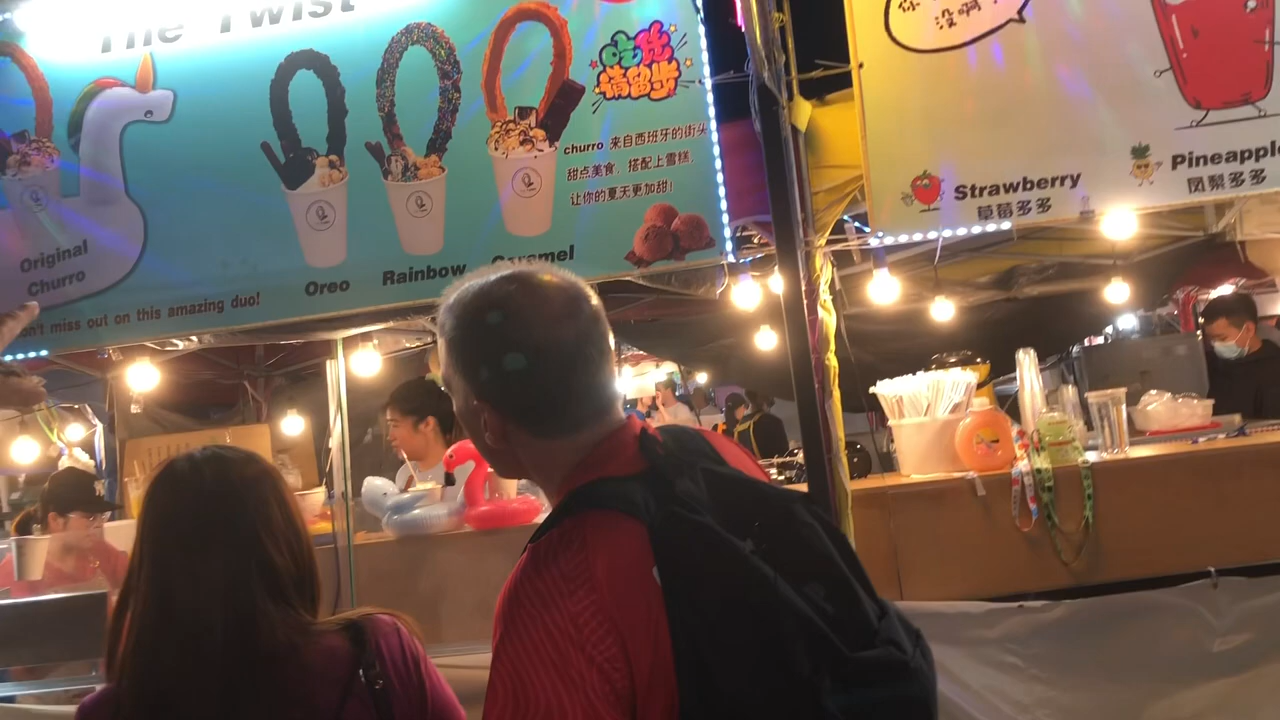 The Twist
吃货
请留步
churro 来自西班牙的街头
甜点美食，搭配上雪糕，
让你的夏天更加甜！
Original
Churro
Oreo
Rainbow
Caramel
n't miss out on this amazing duo!
没啊？
Strawberry
草莓多多
Pineapple
凤梨多多